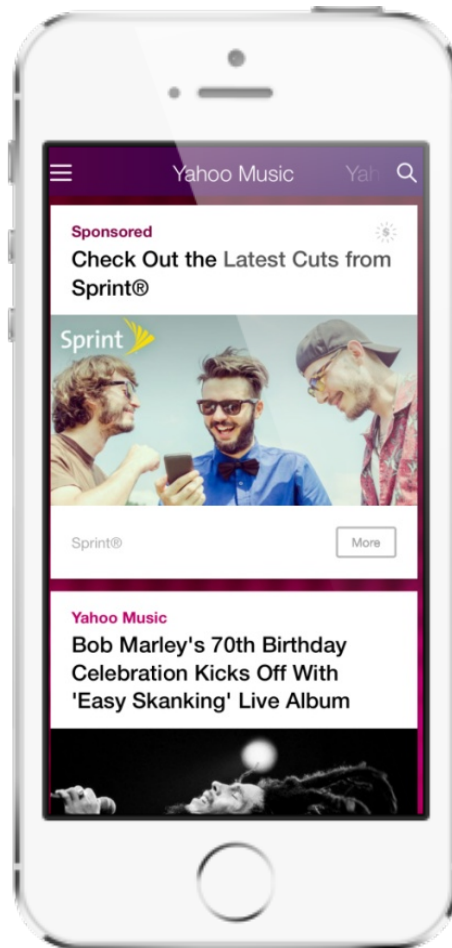 Yahoo Music Yah
Sponsored
Check Out the Latest Cuts from
Sprint®
Sprint
Sprint® More
Yahoo Music
Bob Marley's 70th Birthday
Celebration Kicks Off With
'Easy Skanking' Live Album